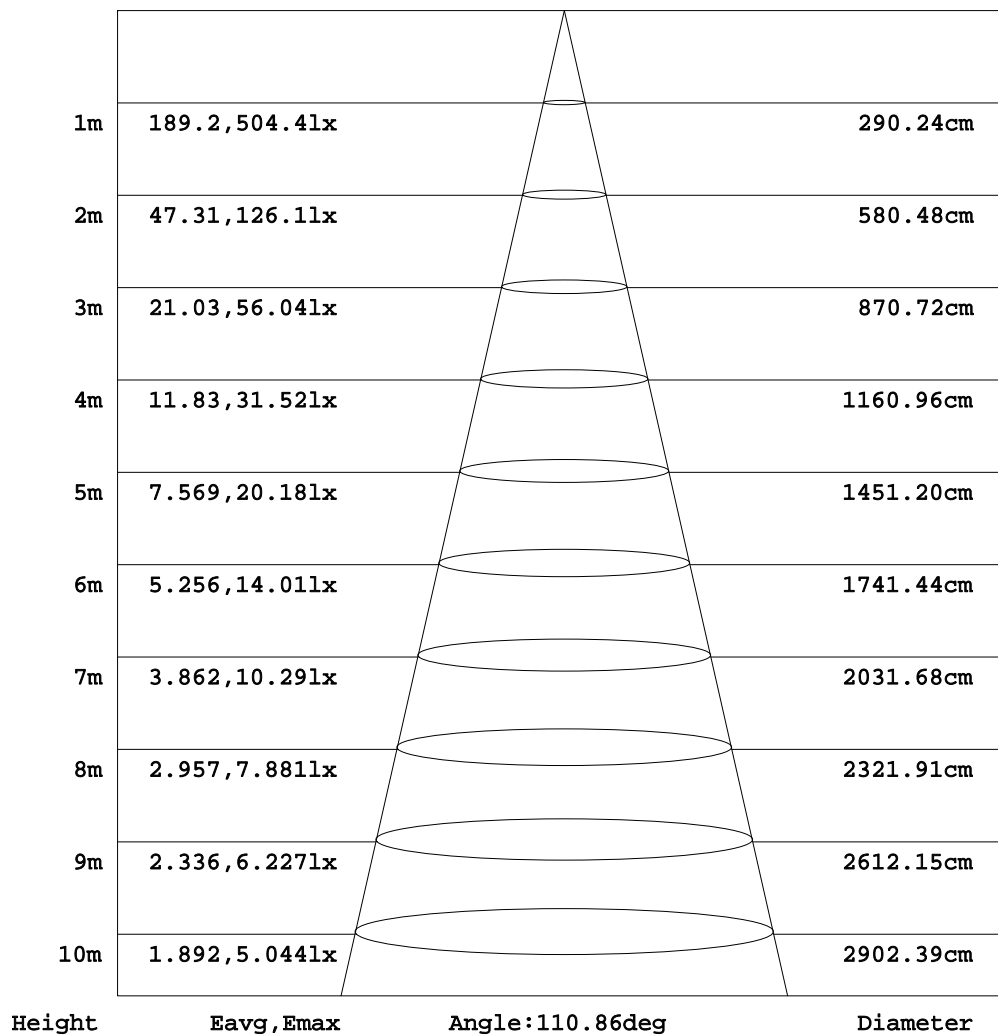 1m 189.2,504.4lx 290.24cm
2m 47.31,126.1lx 580.48cm
3m 21.03,56.04lx 870.72cm
4m 11.83,31.52lx 1160.96cm
5m 7.569,20.18lx 1451.20cm
6m 5.256,14.01lx 1741.44cm
7m 3.862,10.29lx 2031.68cm
8m 2.957,7.881lx 2321.91cm
9m 2.336,6.227lx 2612.15cm
10m 1.892,5.044lx 2902.39cm
Height Eavg,Emax Angle:110.86deg Diameter